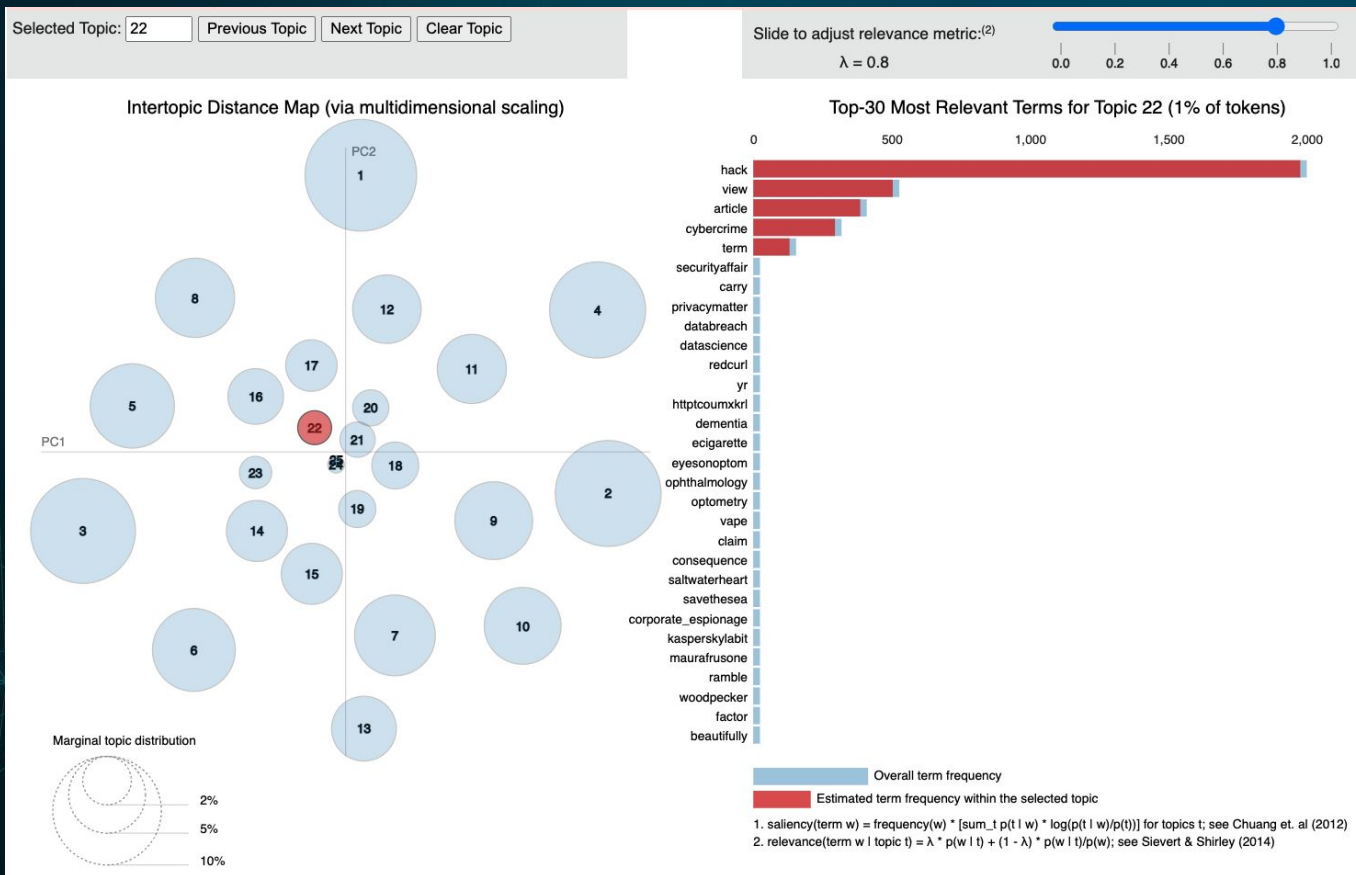 Selected Topic: 22 Previous Topic Next Topic Clear Topic
Slide to adjust relevance metric:(2)
λ = 0.8
0.0 0.2 0.4 0.6 0.8 1.0
Intertopic Distance Map (via multidimensional scaling)
PC2
PC1
1
8
12
4
17
11
16
5
20
22
21
25
24
18
23
2
19
9
3
14
15
10
7
6
13
Marginal topic distribution
2%
5%
10%
Top-30 Most Relevant Terms for Topic 22 (1% of tokens)
0 500 1,000 1,500 2,000
hack
view
article
cybercrime
term
securityaffair
carry
privacymatter
databreach
datascience
redcurl
yr
httptcoumxkrl
dementia
ecigarette
eyesonoptom
ophthalmology
optometry
vape
claim
consequence
saltwaterheart
savethesea
corporate_espionage
kasperskylabit
maurafrusone
ramble
woodpecker
factor
beautifully
Overall term frequency
Estimated term frequency within the selected topic
1. saliency(term w) = frequency(w) * [sum_t p(t | w) * log(p(t | w)/p(t))] for topics t; see Chuang et. al (2012)
2. relevance(term w | topic t) = λ * p(w | t) + (1 - λ) * p(w | t)/p(w); see Sievert & Shirley (2014)